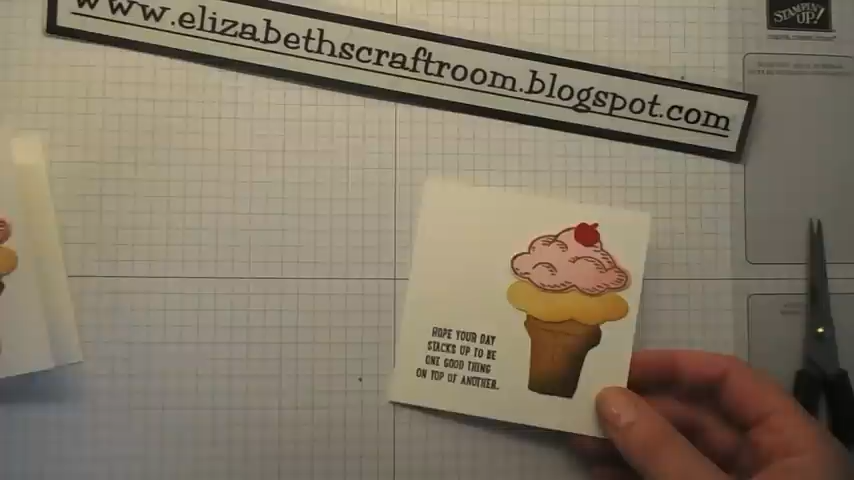 www.elizabethscraftroom.blogspot.com
STAMPIN' UP!
HOPE YOUR DAY
STACKS UP TO BE
ONE GOOD THING
ON TOP OF ANOTHER.